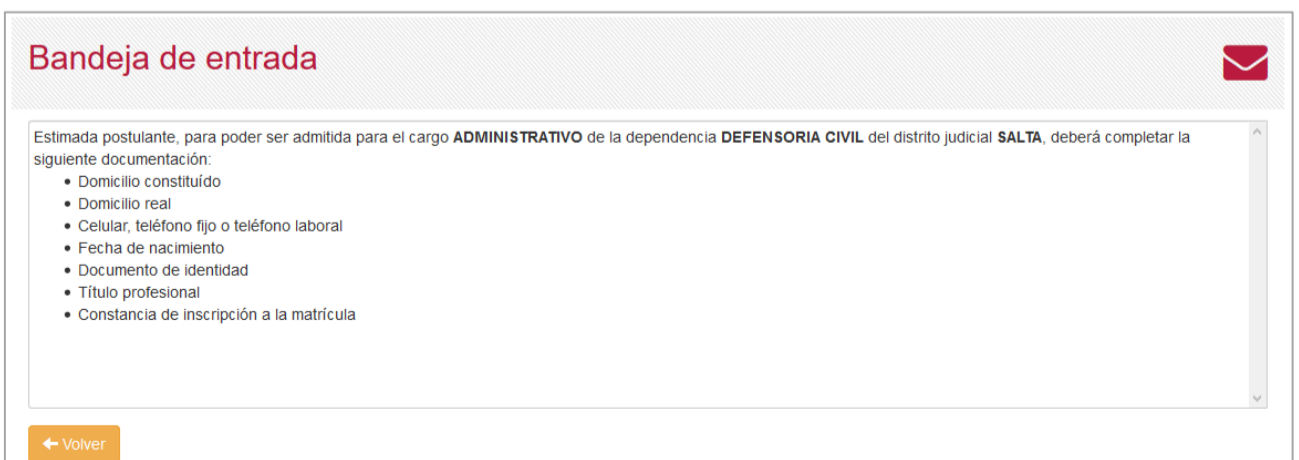 Bandeja de entrada
Estimada postulante, para poder ser admitida para el cargo ADMINISTRATIVO de la dependencia DEFENSORIA CIVIL del distrito judicial SALTA, deberá completar la
siguiente documentación:
• Domicilio constituído
• Domicilio real
• Celular, teléfono fijo o teléfono laboral
• Fecha de nacimiento
• Documento de identidad
• Título profesional
• Constancia de inscripción a la matrícula
Volver